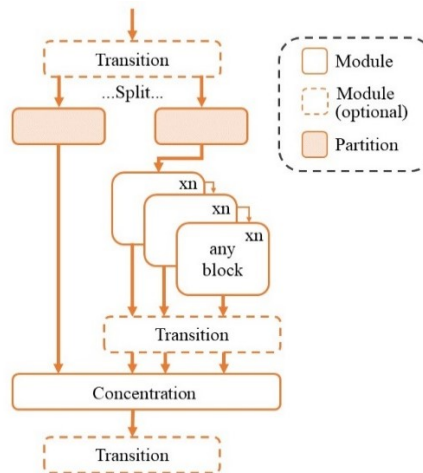 Transition
...Split...
xn
xn
xn
any
block
Transition
Concentration
Transition
Module
Module
(optional)
Partition